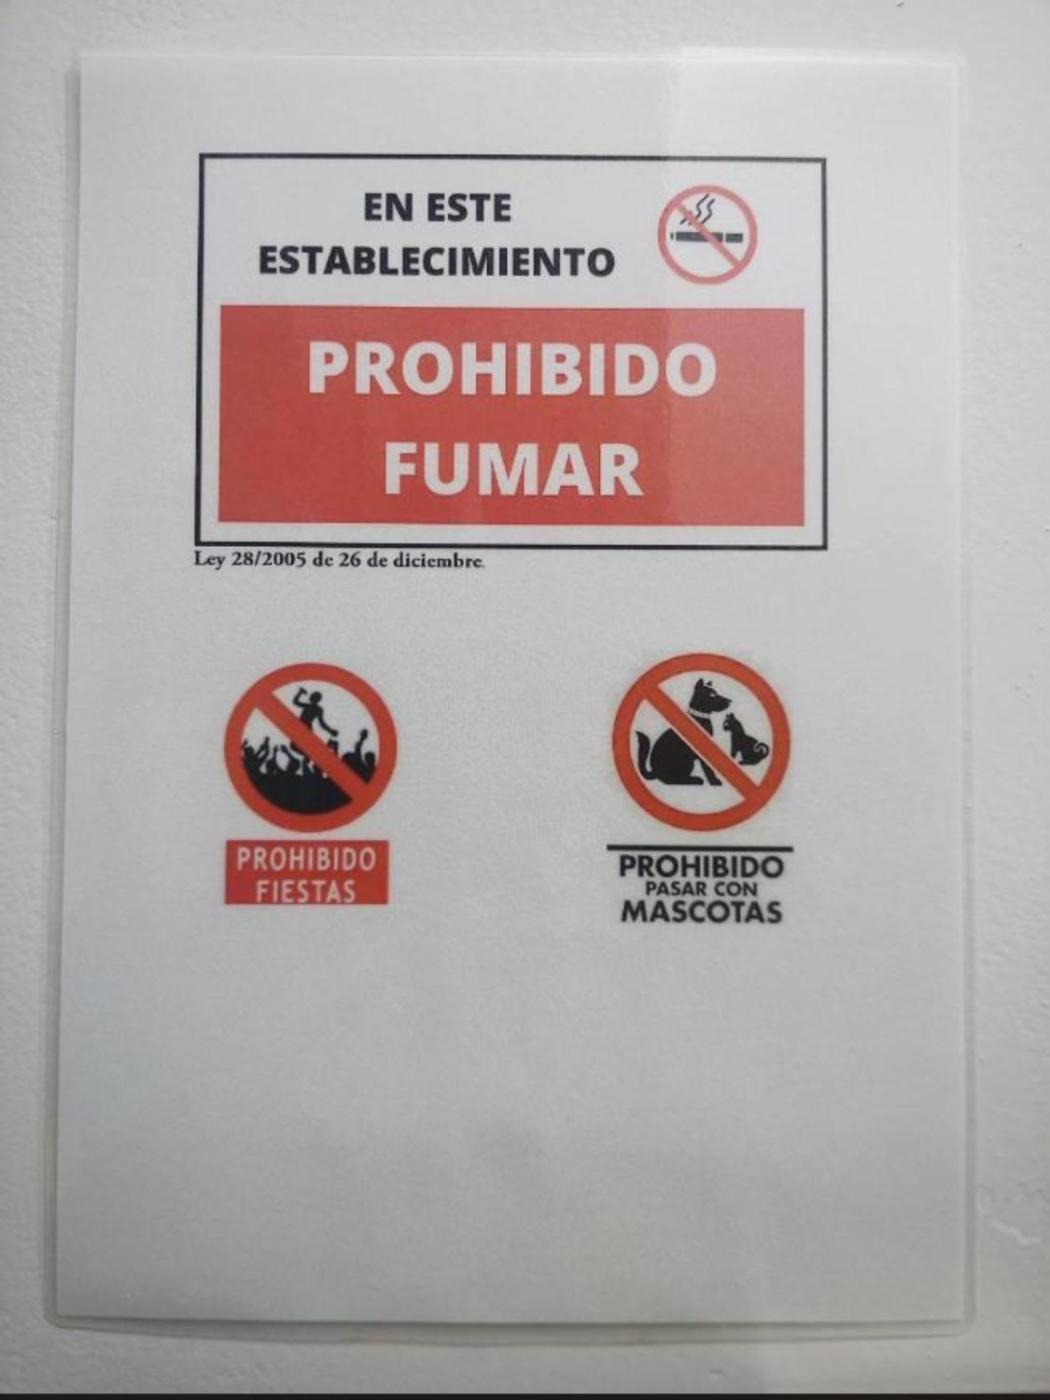 EN ESTE
ESTABLECIMIENTO
PROHIBIDO
FUMAR
Ley 28/2005 de 26 de diciembre.
PROHIBIDO
FIESTAS
PROHIBIDO
PASAR CON
MASCOTAS